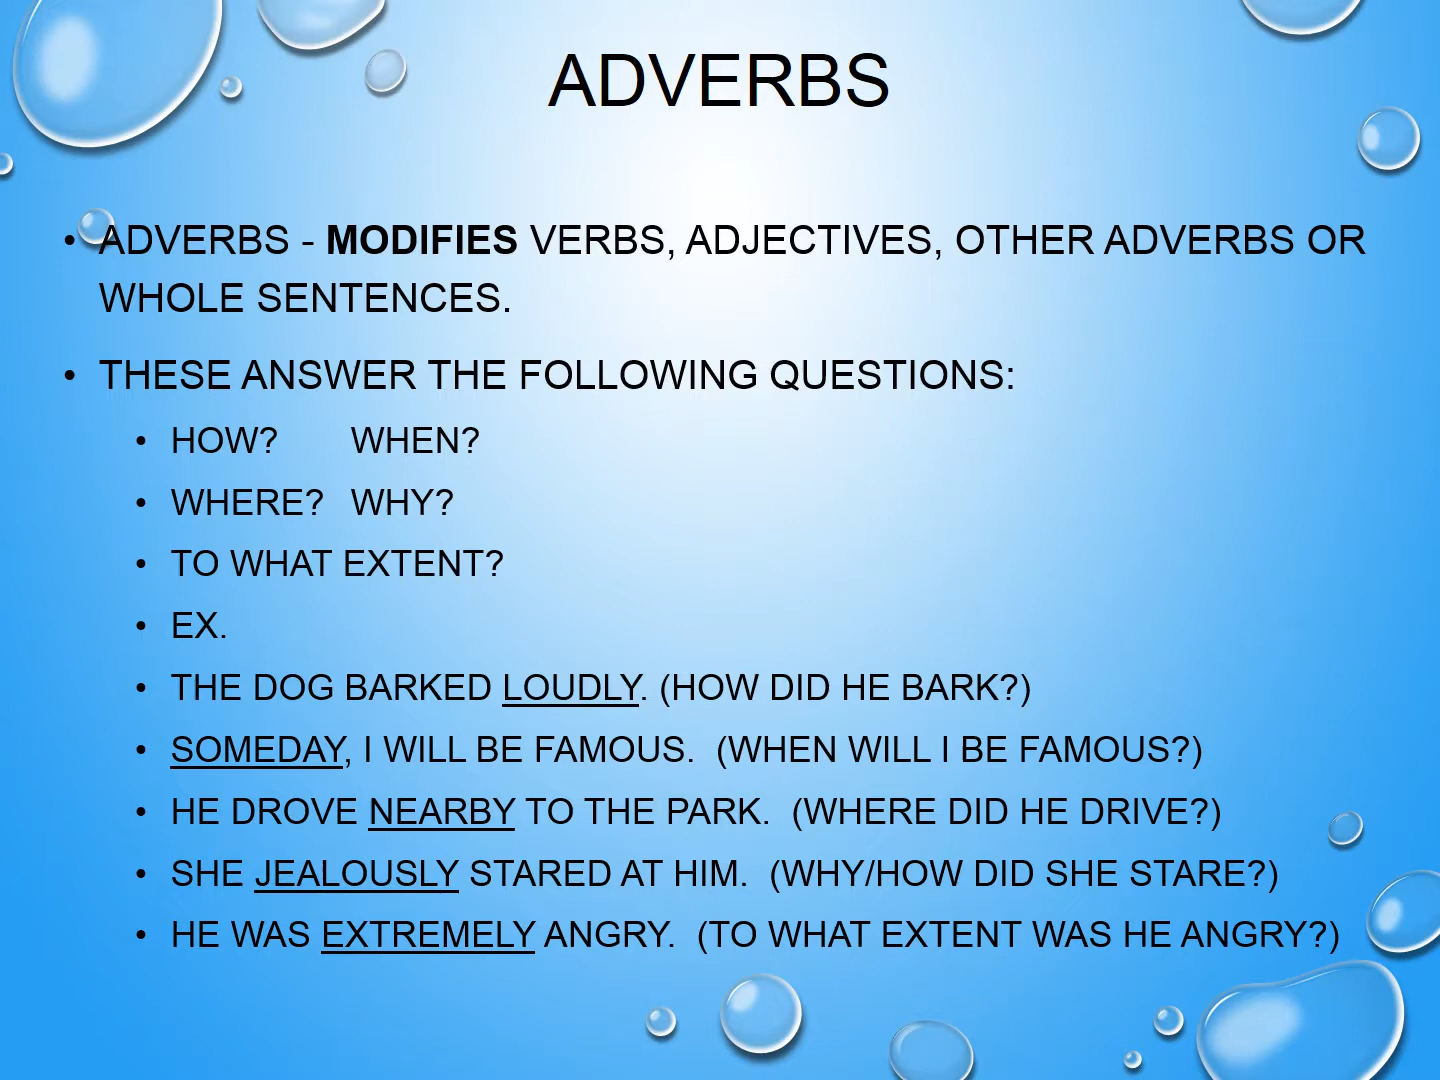 ADVERBS
• ADVERBS - MODIFIES VERBS, ADJECTIVES, OTHER ADVERBS OR
WHOLE SENTENCES.
• THESE ANSWER THE FOLLOWING QUESTIONS:
• HOW? WHEN?
• WHERE? WHY?
• TO WHAT EXTENT?
• EX.
• THE DOG BARKED LOUDLY. (HOW DID HE BARK?)
• SOMEDAY, I WILL BE FAMOUS. (WHEN WILL I BE FAMOUS?)
• HE DROVE NEARBY TO THE PARK. (WHERE DID HE DRIVE?)
• SHE JEALOUSLY STARED AT HIM. (WHY/HOW DID SHE STARE?)
• HE WAS EXTREMELY ANGRY. (TO WHAT EXTENT WAS HE ANGRY?)